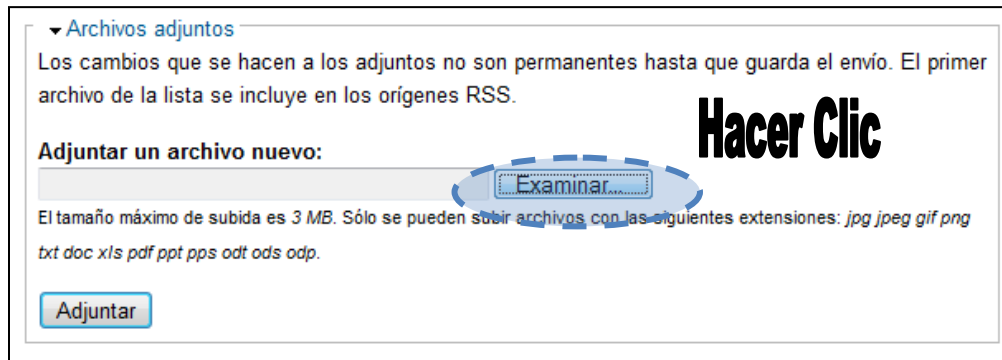 Archivos adjuntos
Los cambios que se hacen a los adjuntos no son permanentes hasta que guarda el envío. El primer
archivo de la lista se incluye en los orígenes RSS.
Hacer Clic
Adjuntar un archivo nuevo:
Examinar...
El tamaño máximo de subida es 3 MB. Sólo se pueden subir archivos con las siguientes extensiones: jpg jpeg gif png
txt doc xls pdf ppt pps odt ods odp.
Adjuntar